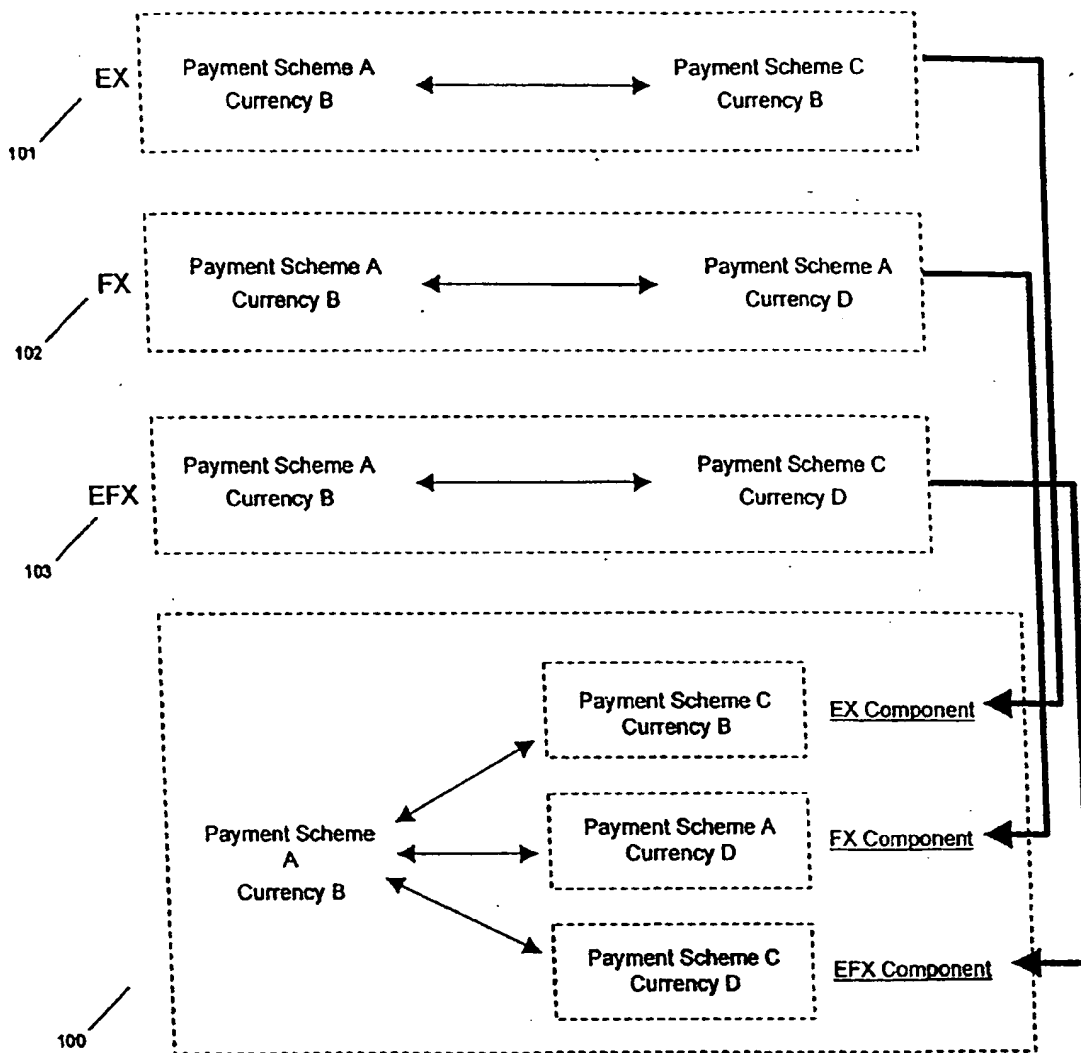 Payment Scheme A
Currency B
Payment Scheme C
Currency B
EX
101
Payment Scheme A
Currency B
Payment Scheme A
Currency D
FX
102
Payment Scheme A
Currency B
Payment Scheme C
Currency D
EFX
103
Payment Scheme C
Currency B
EX Component
Payment Scheme
A
Currency B
Payment Scheme A
Currency D
FX Component
Payment Scheme C
Currency D
EFX Component
100